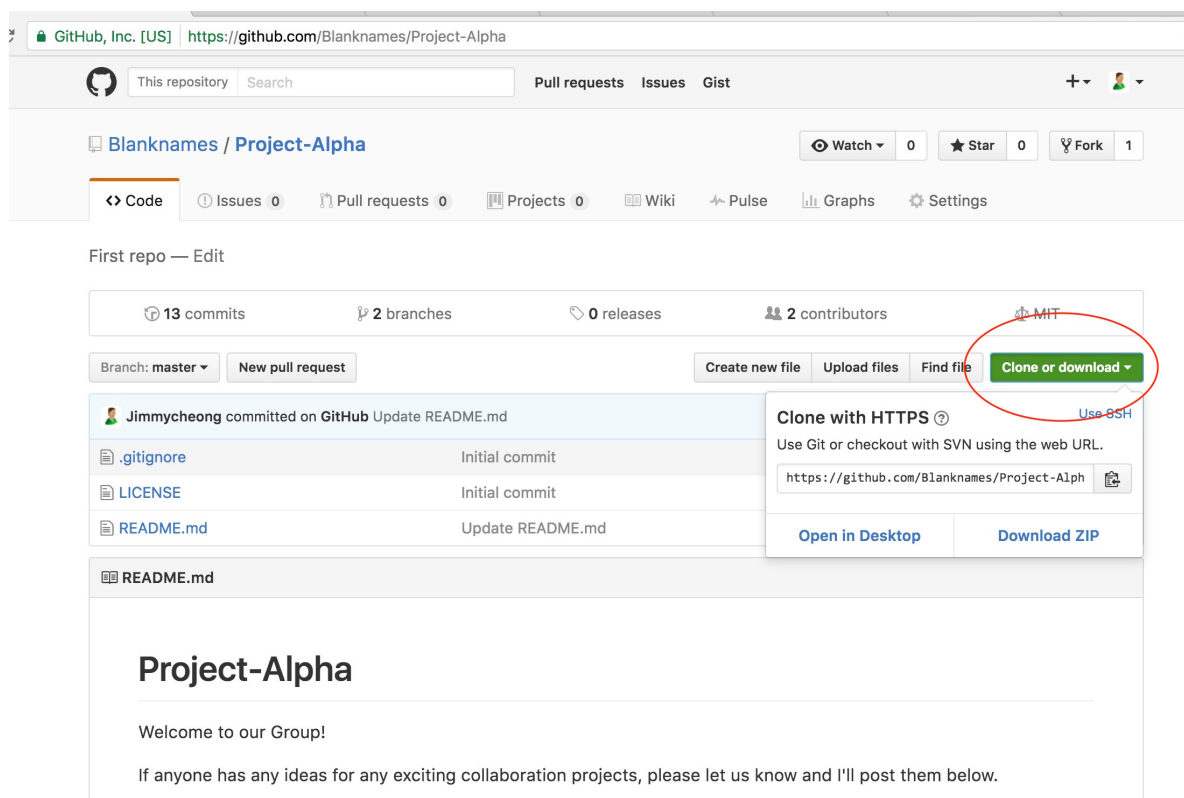 GitHub, Inc. [US] https://github.com/Blanknames/Project-Alpha
This repository Search Pull requests Issues Gist
Blanknames / Project-Alpha Watch 0 Star 0 Fork 1
Code Issues 0 Pull requests 0 Projects 0 Wiki Pulse Graphs Settings
First repo — Edit
13 commits 2 branches 0 releases 2 contributors MIT
Branch: master New pull request Create new file Upload files Find file Clone or download
Jimmycheong committed on GitHub Update README.md
.gitignore Initial commit
LICENSE Initial commit
README.md Update README.md
Clone with HTTPS Use SSH
Use Git or checkout with SVN using the web URL.
https://github.com/Blanknames/Project-Alph
Open in Desktop Download ZIP
README.md
Project-Alpha
Welcome to our Group!
If anyone has any ideas for any exciting collaboration projects, please let us know and I'll post them below.